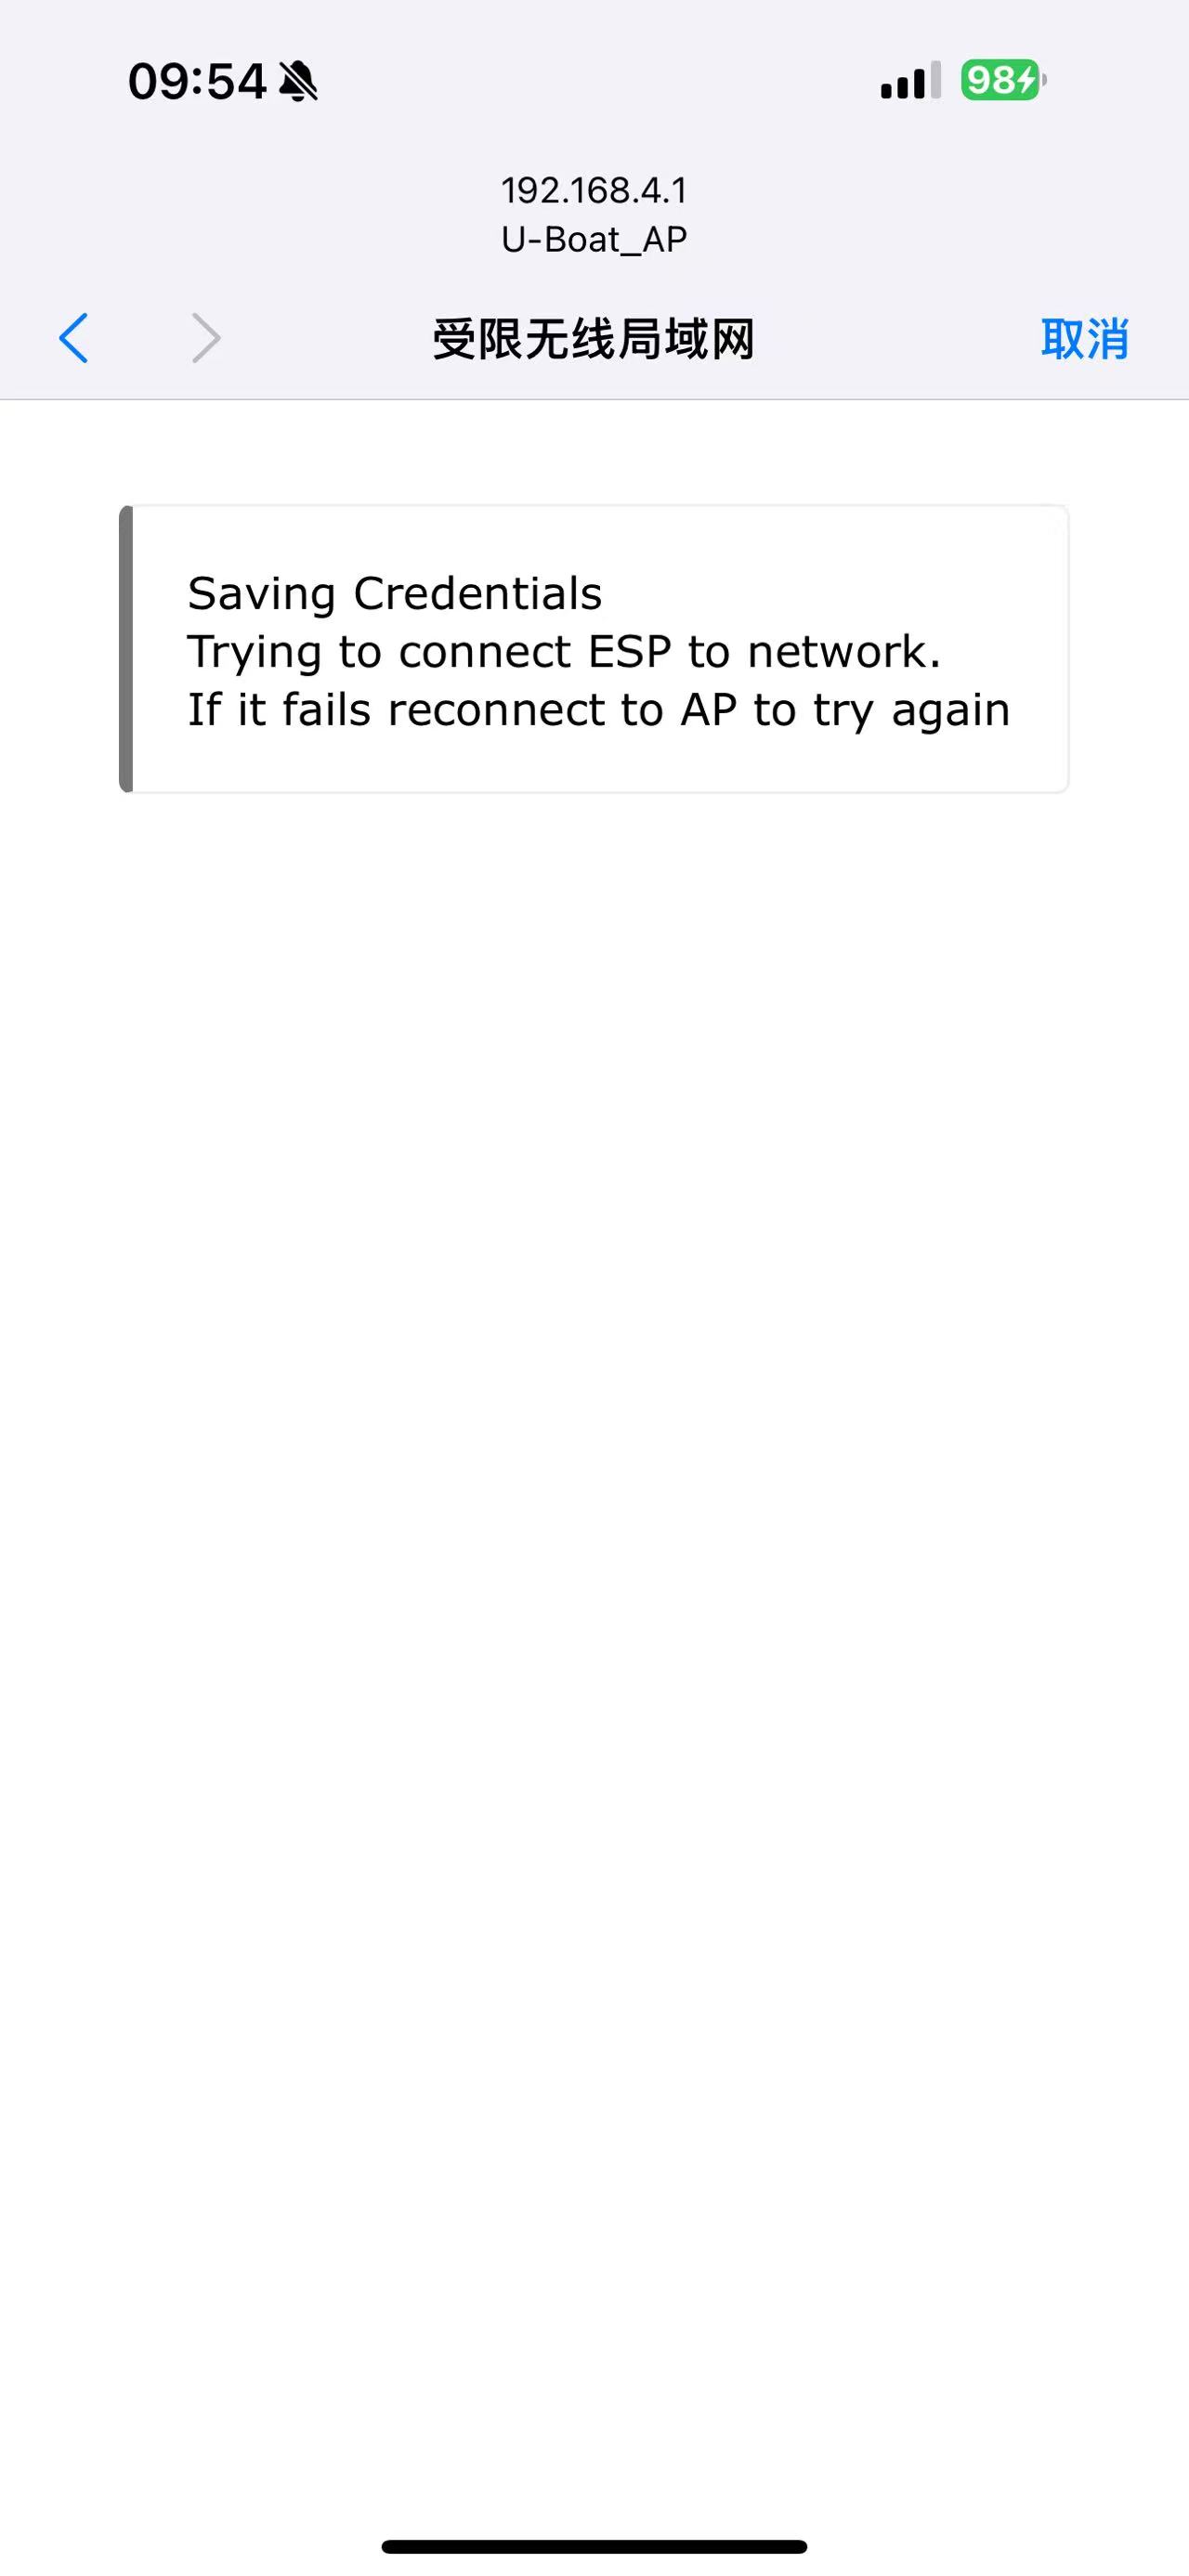 09:54
98
192.168.4.1
U-Boat_AP
受限无线局域网
取消
Saving Credentials
Trying to connect ESP to network.
If it fails reconnect to AP to try again